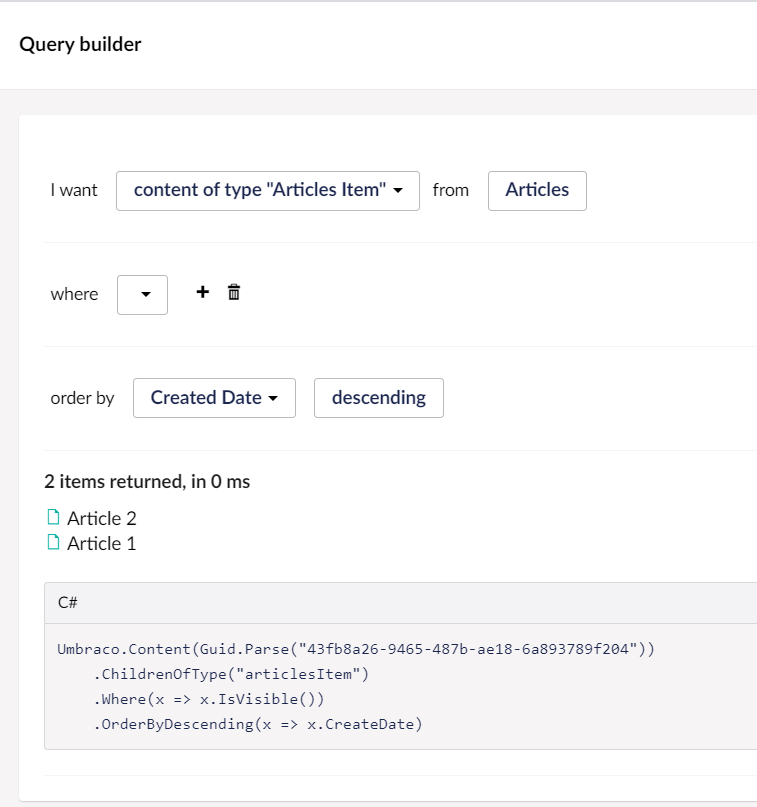 Query builder
I want content of type "Articles Item" from Articles
where
order by Created Date descending
2 items returned, in 0 ms
Article 2
Article 1
C#
Umbraco.Content(Guid.Parse("43fb8a26-9465-487b-ae18-6a893789f204"))
.ChildrenOfType("articlesItem")
.Where(x => x.IsVisible())
.OrderByDescending(x => x.CreateDate)